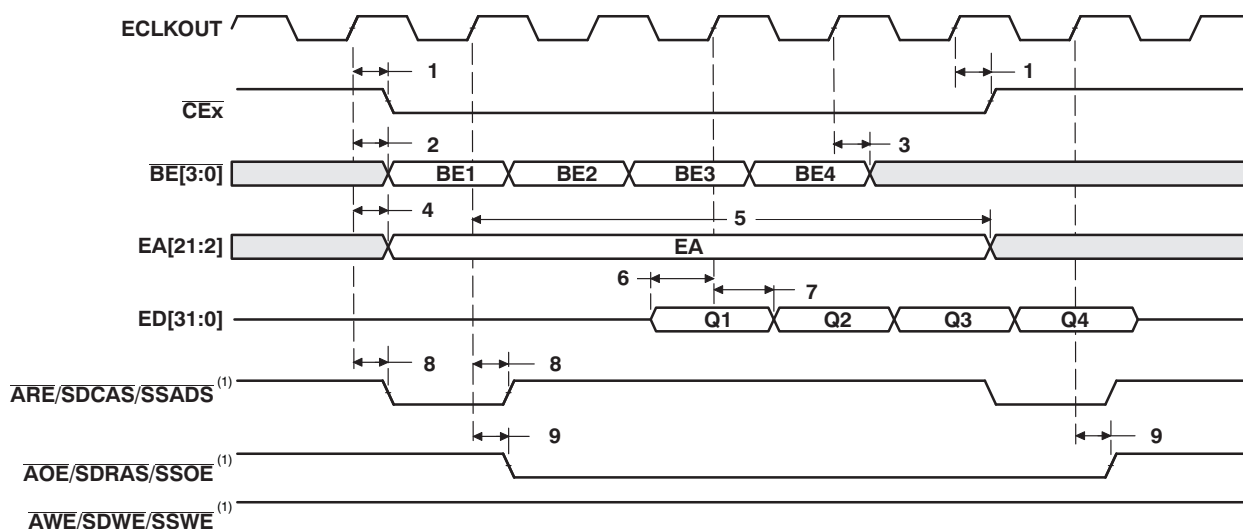 ECLKOUT
1 1
CEx
2 3
BE[3:0] BE1 BE2 BE3 BE4
4 5
EA[21:2] EA
6 7
ED[31:0] Q1 Q2 Q3 Q4
8 8
ARE/SDCAS/SSADS (1)
9 9
AOE/SDRAS/SSOE (1)
AWE/SDWE/SSWE (1)